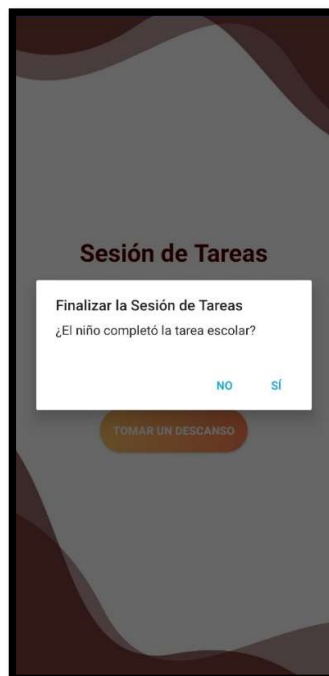 Sesión de Tareas
Finalizar la Sesión de Tareas
¿El niño completó la tarea escolar?
NO SÍ
TOMAR UN DESCANSO